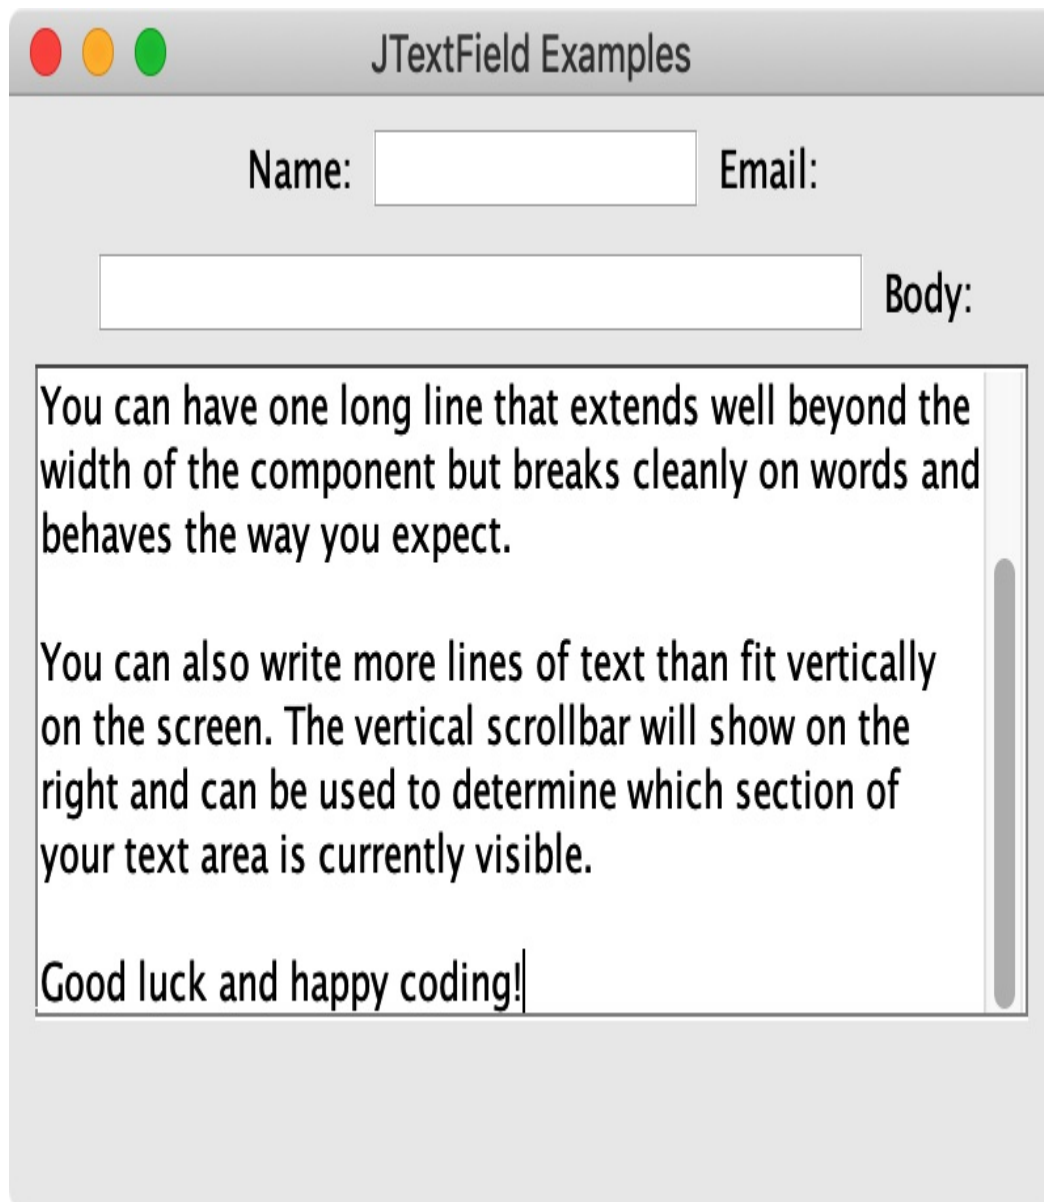 JTextField Examples
Name: Email:
Body:
You can have one long line that extends well beyond the
width of the component but breaks cleanly on words and
behaves the way you expect.
You can also write more lines of text than fit vertically
on the screen. The vertical scrollbar will show on the
right and can be used to determine which section of
your text area is currently visible.
Good luck and happy coding!